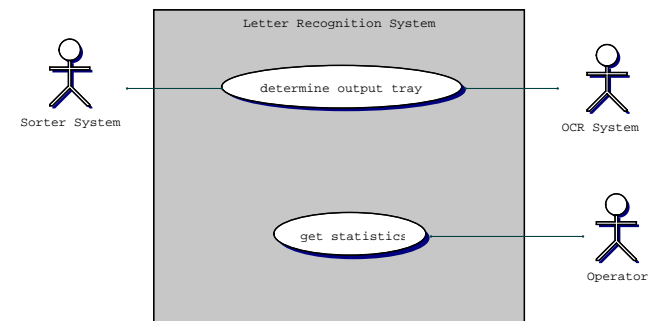 Letter Recognition System
determine output tray
Sorter System
OCR System
get statistics
Operator